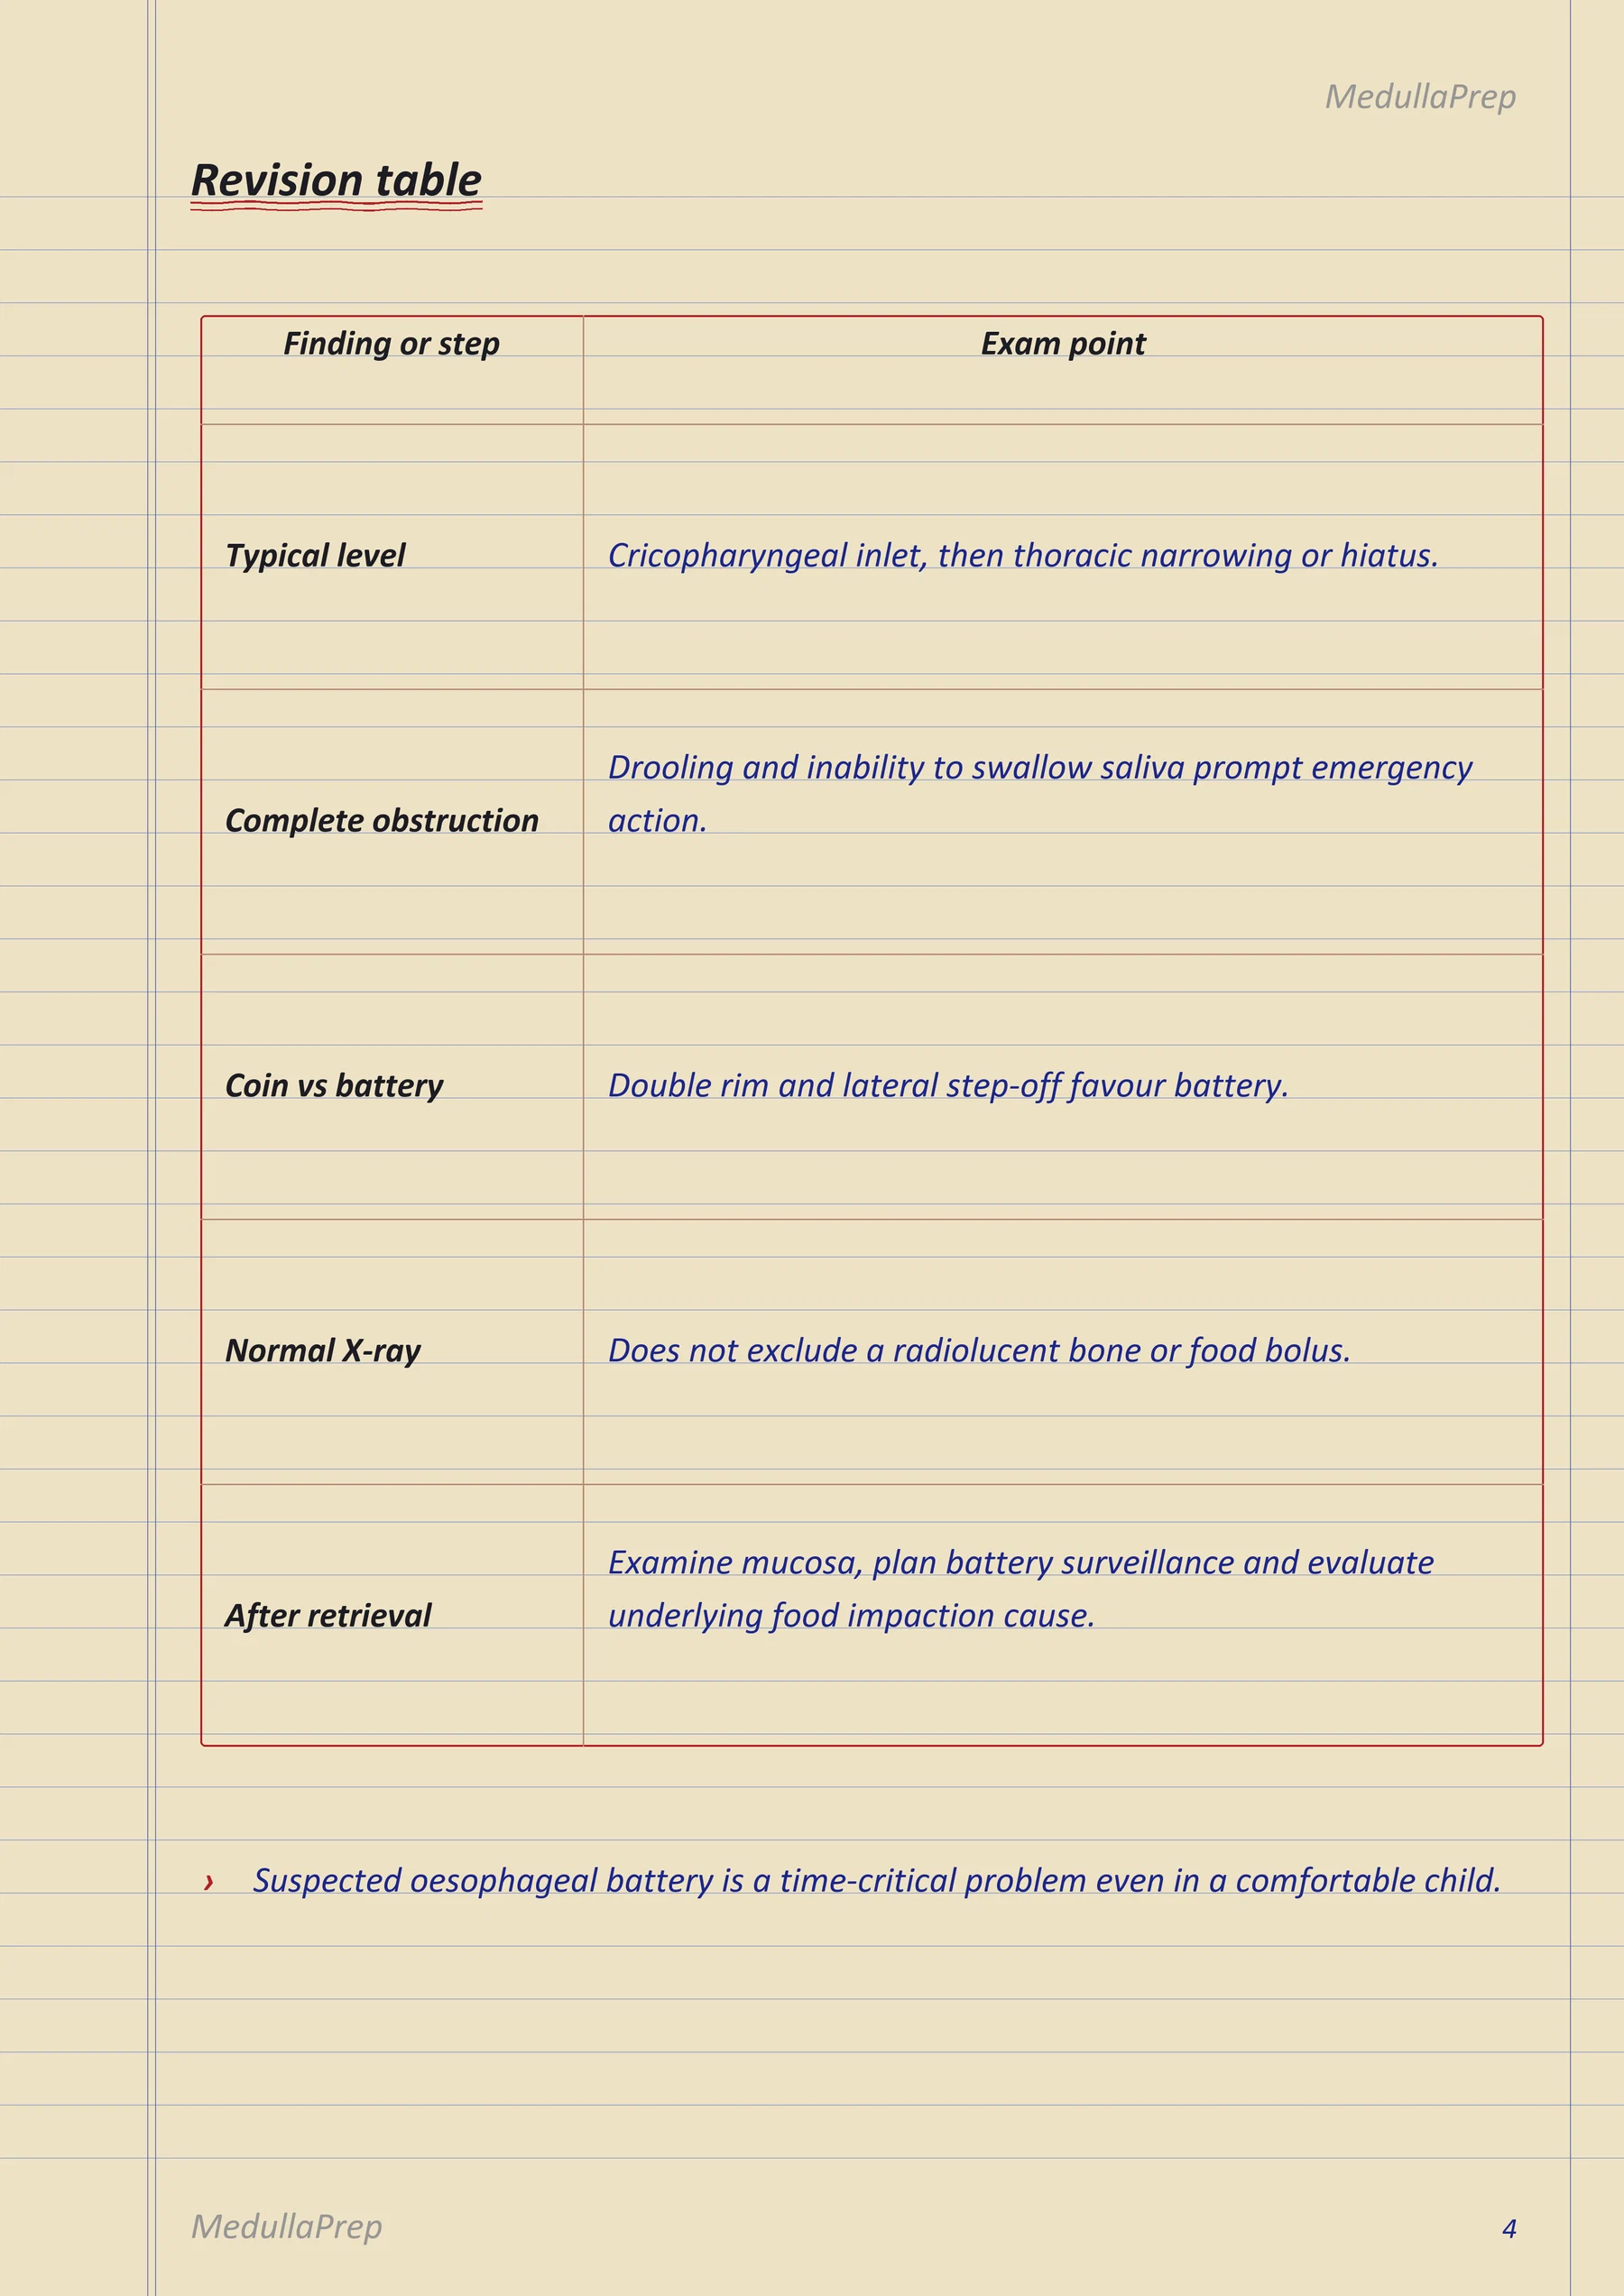 MedullaPrep
Revision table
Finding or step
Exam point
Typical level
Cricopharyngeal inlet, then thoracic narrowing or hiatus.
Complete obstruction
Drooling and inability to swallow saliva prompt emergency
action.
Coin vs battery
Double rim and lateral step-off favour battery.
Normal X-ray
Does not exclude a radiolucent bone or food bolus.
After retrieval
Examine mucosa, plan battery surveillance and evaluate
underlying food impaction cause.
› Suspected oesophageal battery is a time-critical problem even in a comfortable child.
MedullaPrep
4